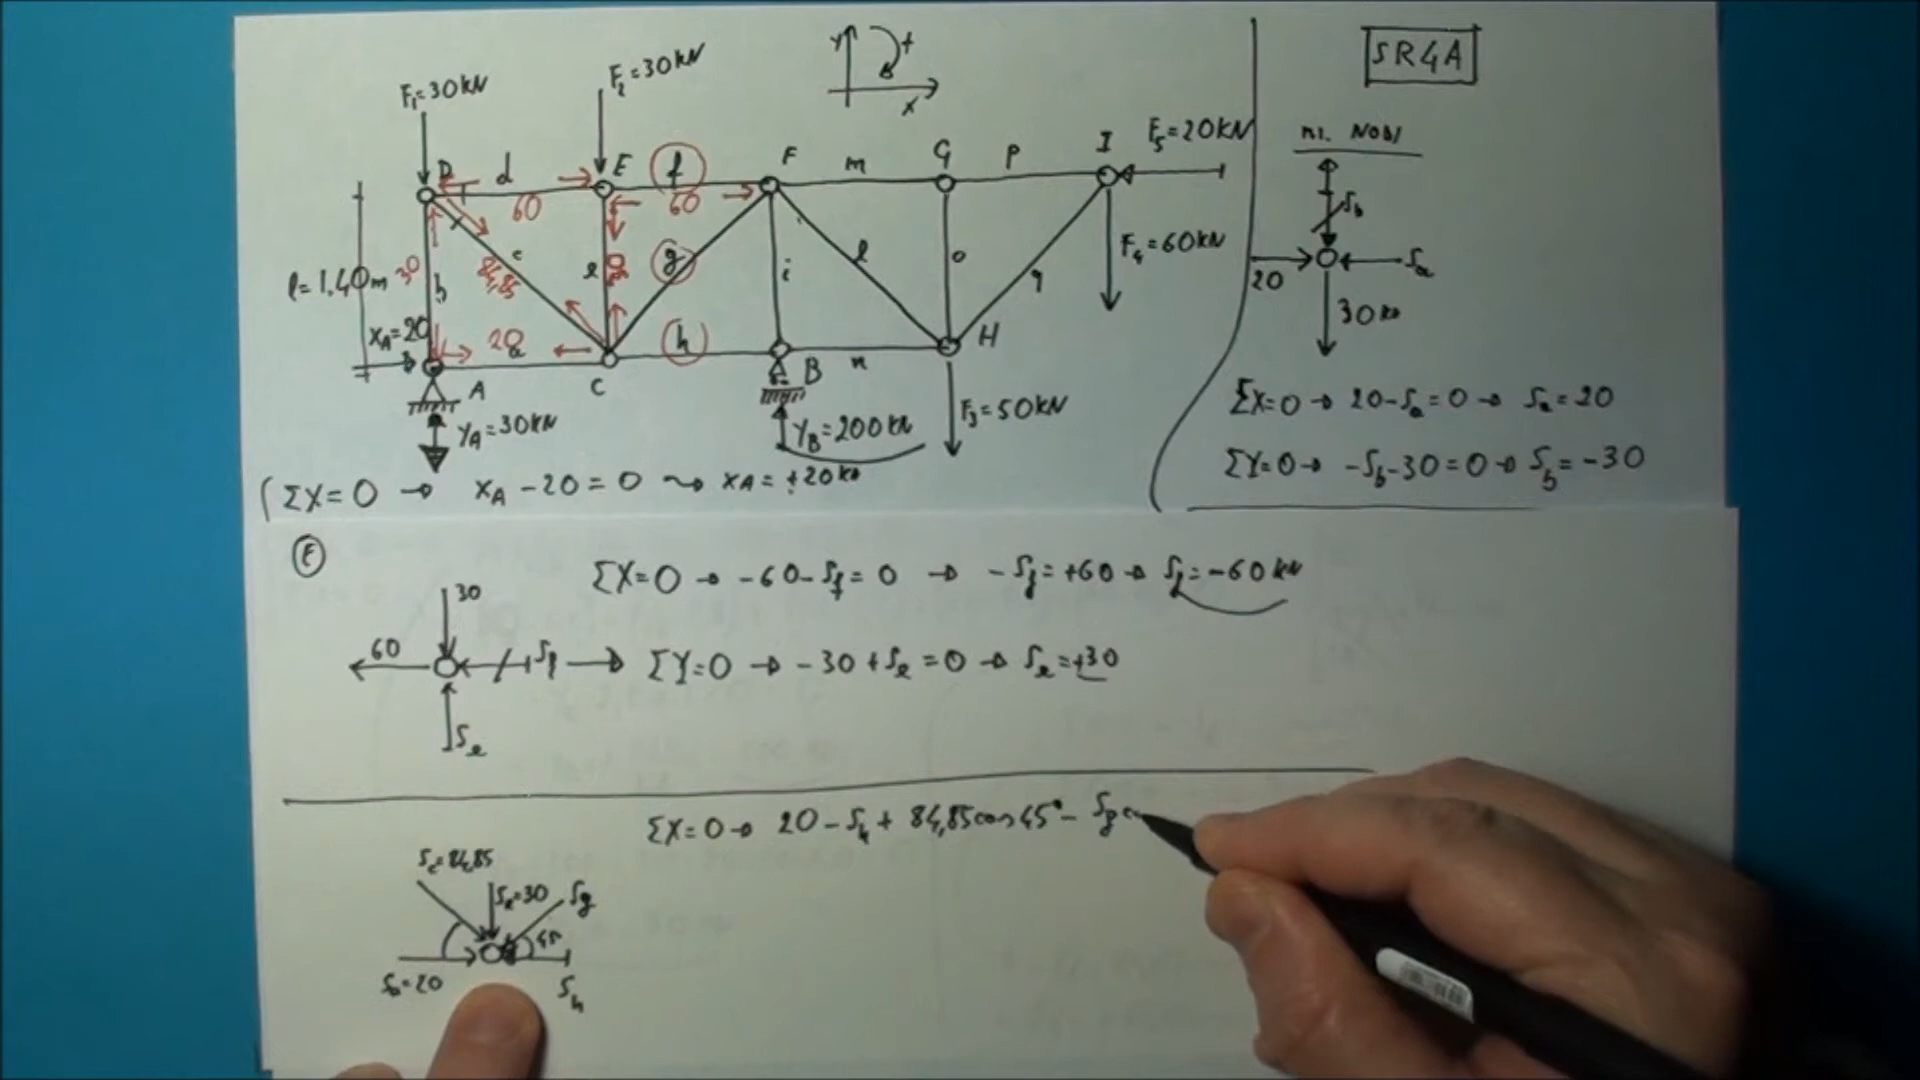 SR4A
F₁=30kN
F₂=30kN
Y
+
X
D
d
E
f
F
m
G
p
I
F₅=20kN
60
60
l=1.40m
30
b
c
84,85
e
g
i
l
o
q
F₄=60kN
X_A=20
20
a
h
B
n
H
A
C
Y_A=30kN
Y_B=200kN
F₃=50kN
ΣX=0 → X_A -20=0 ⇝ X_A=+20kN
m. NODI
S_b
20
S_a
30kN
ΣX=0 → 20-S_a=0 → S_a=20
ΣY=0 → -S_b-30=0 → S_b=-30
E
30
60
S_f
S_e
ΣX=0 → -60-S_f=0 → -S_f=+60 → S_f=-60kN
ΣY=0 → -30+S_e=0 → S_e=+30
ΣX=0 → 20-S_h+84,85cos45°-S_g
S_c=84,85
S_e=30
S_g
45
=20
S_h